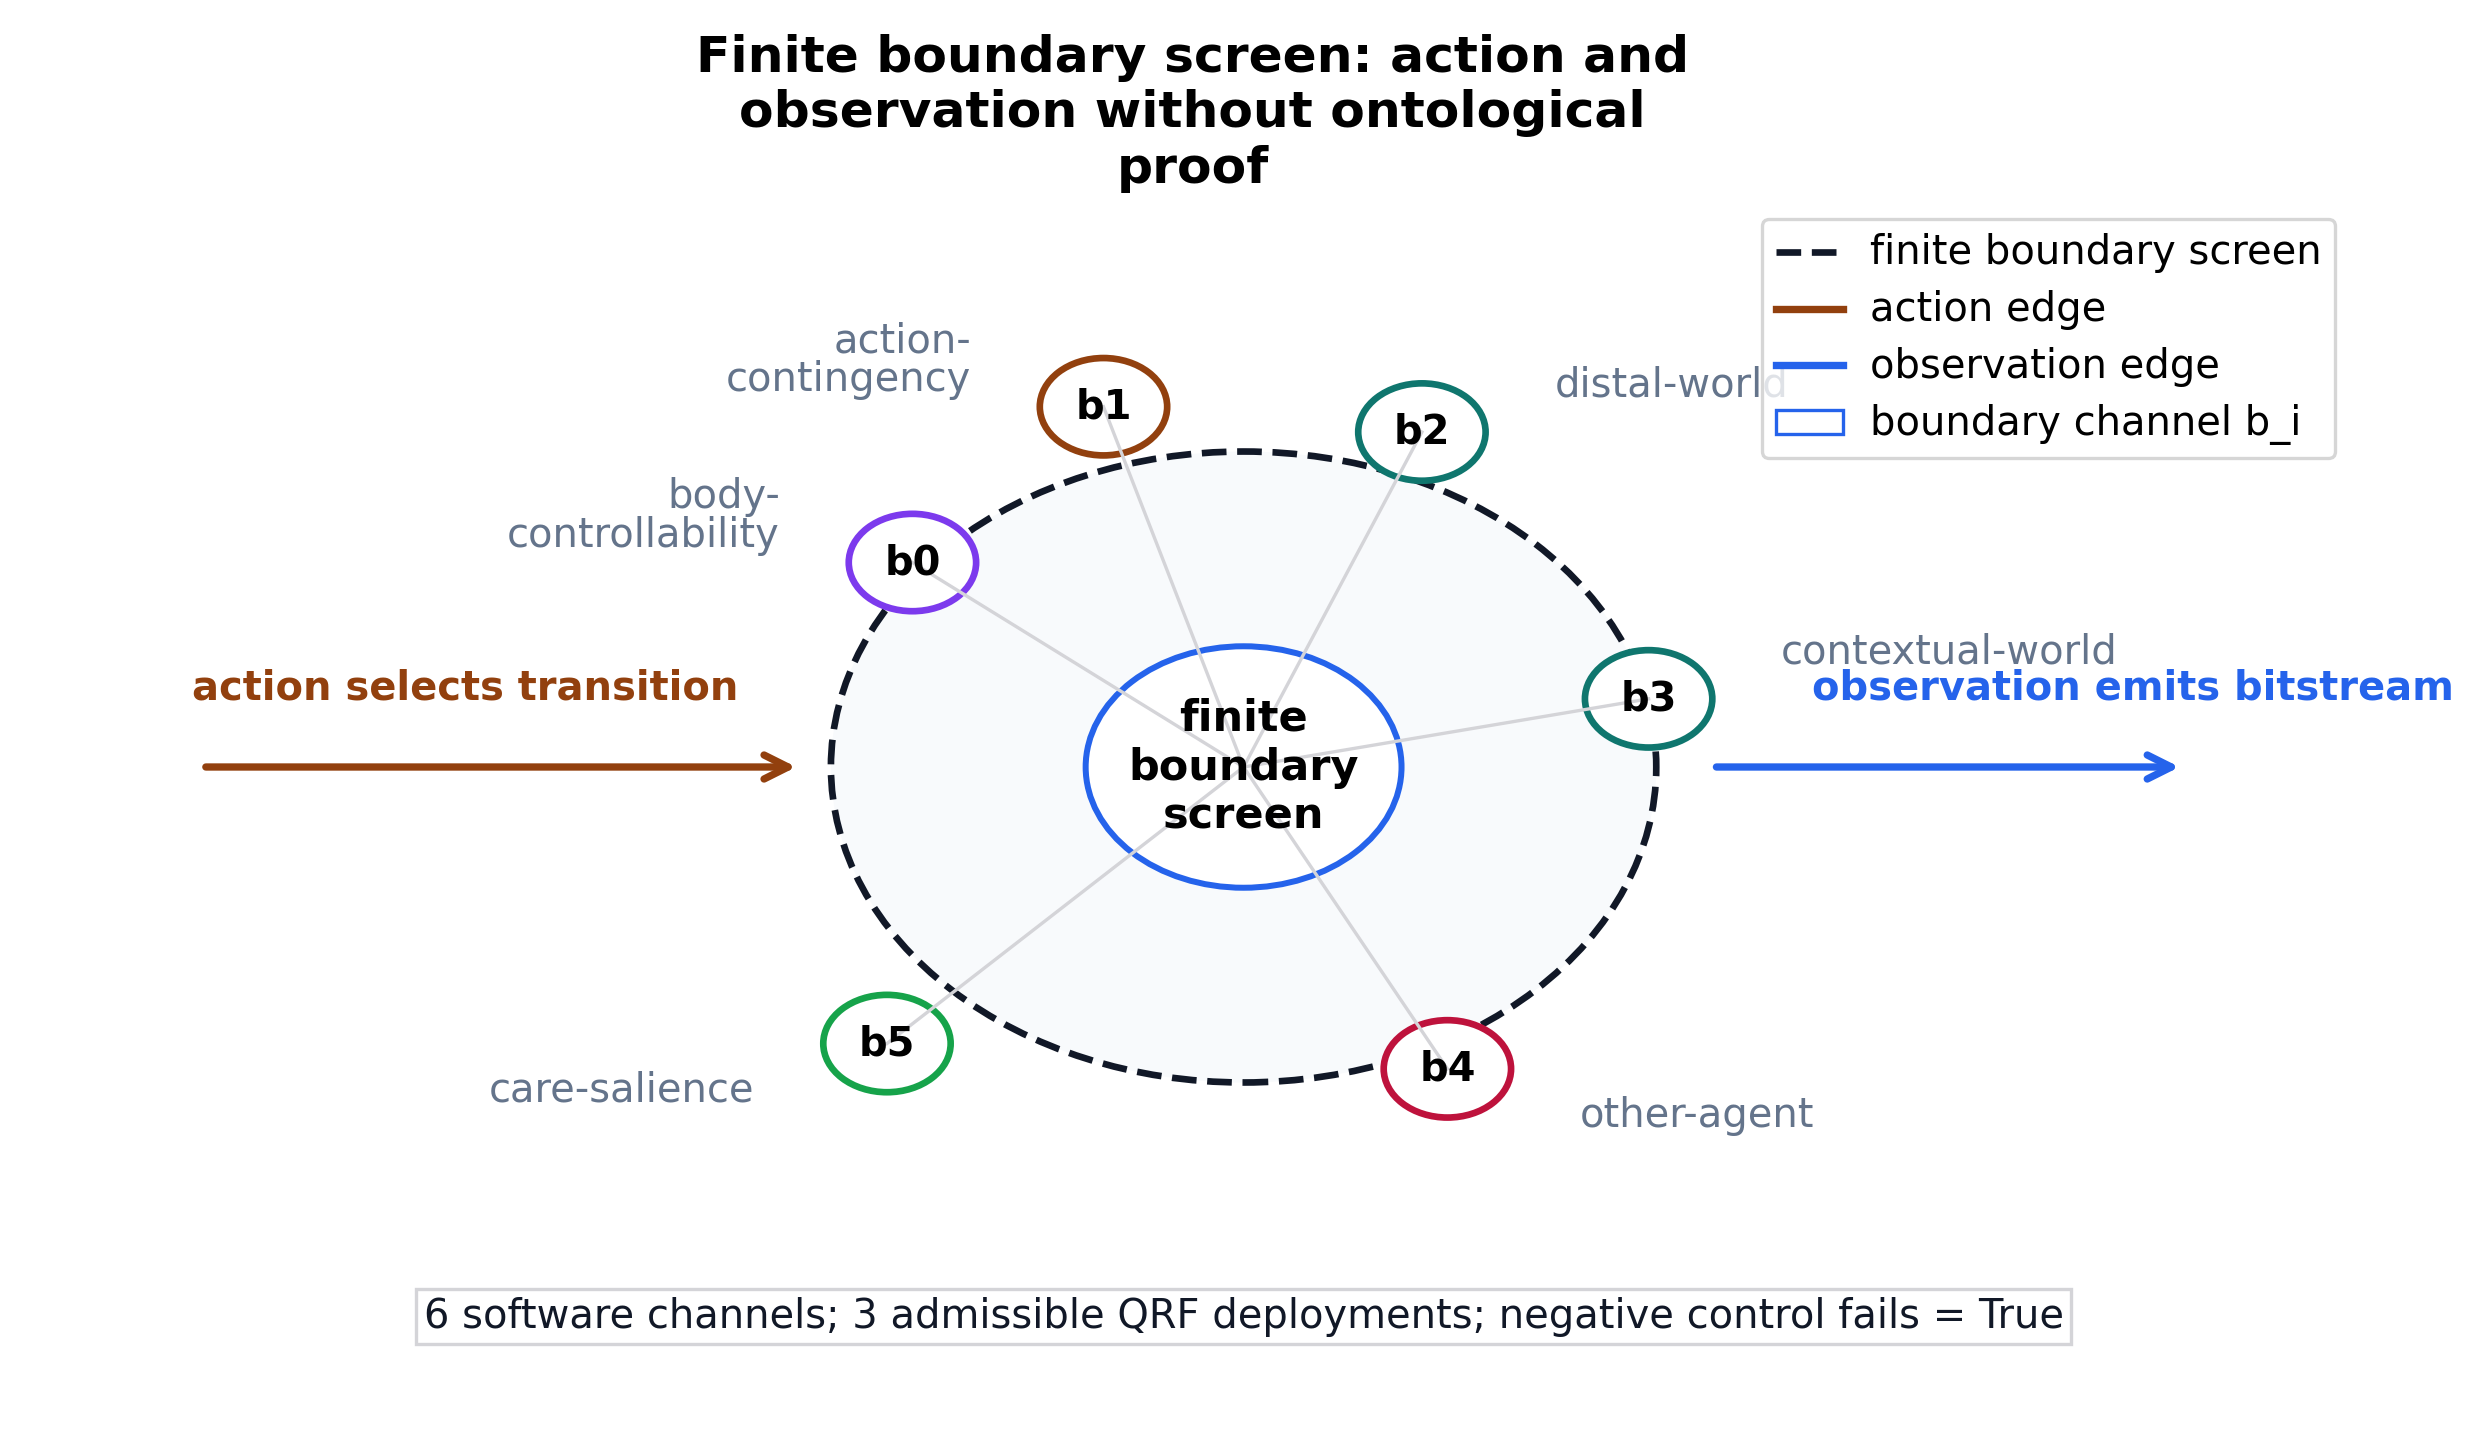 Finite boundary screen: action and
observation without ontological
proof
finite boundary screen
action edge
observation edge
boundary channel b_i
action-
contingency
b1
distal-world
b2
body-
controllability
b0
contextual-world
b3
action selects transition
observation emits bitstream
finite
boundary
screen
b5
care-salience
b4
other-agent
6 software channels; 3 admissible QRF deployments; negative control fails = True